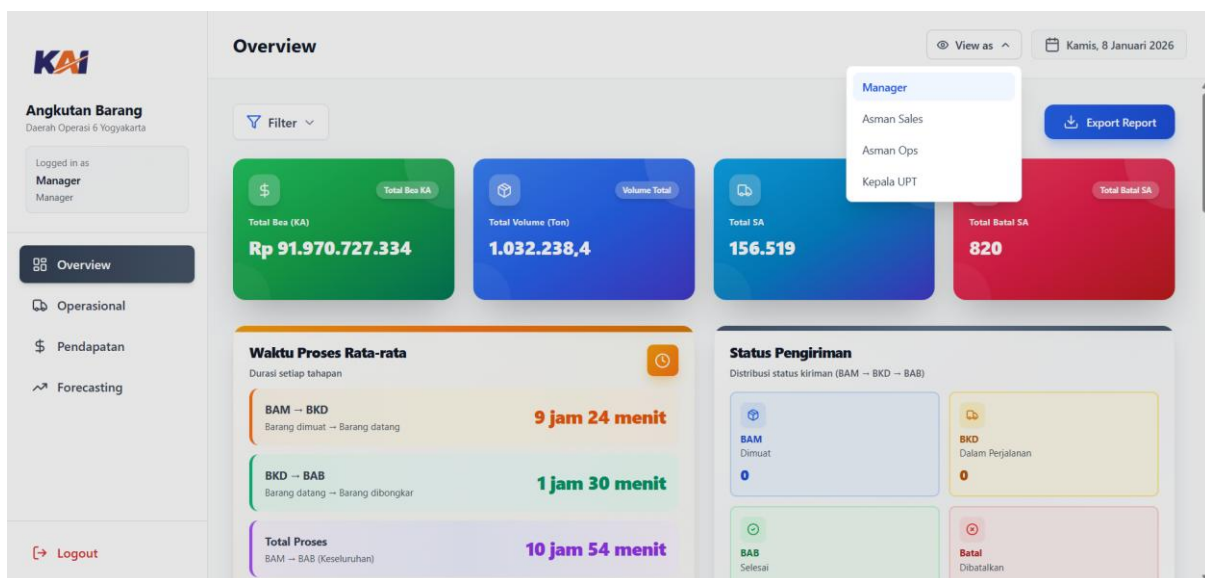 KAI
Angkutan Barang
Daerah Operasi 6 Yogyakarta
Logged in as
Manager
Manager
Overview
Operasional
Pendapatan
Forecasting
Logout
Overview
View as
Kamis, 8 Januari 2026
Manager
Asman Sales
Asman Ops
Kepala UPT
Filter
Export Report
Total Bea KA
Total Bea (KA)
Rp 91.970.727.334
Volume Total
Total Volume (Ton)
1.032.238,4
Total SA
156.519
Total Batal SA
Total Batal SA
820
Waktu Proses Rata-rata
Durasi setiap tahapan
BAM → BKD
Barang dimuat → Barang datang
9 jam 24 menit
BKD → BAB
Barang datang → Barang dibongkar
1 jam 30 menit
Total Proses
BAM → BAB (Keseluruhan)
10 jam 54 menit
Status Pengiriman
Distribusi status kiriman (BAM → BKD → BAB)
BAM
Dimuat
0
BKD
Dalam Perjalanan
0
BAB
Selesai
Batal
Dibatalkan